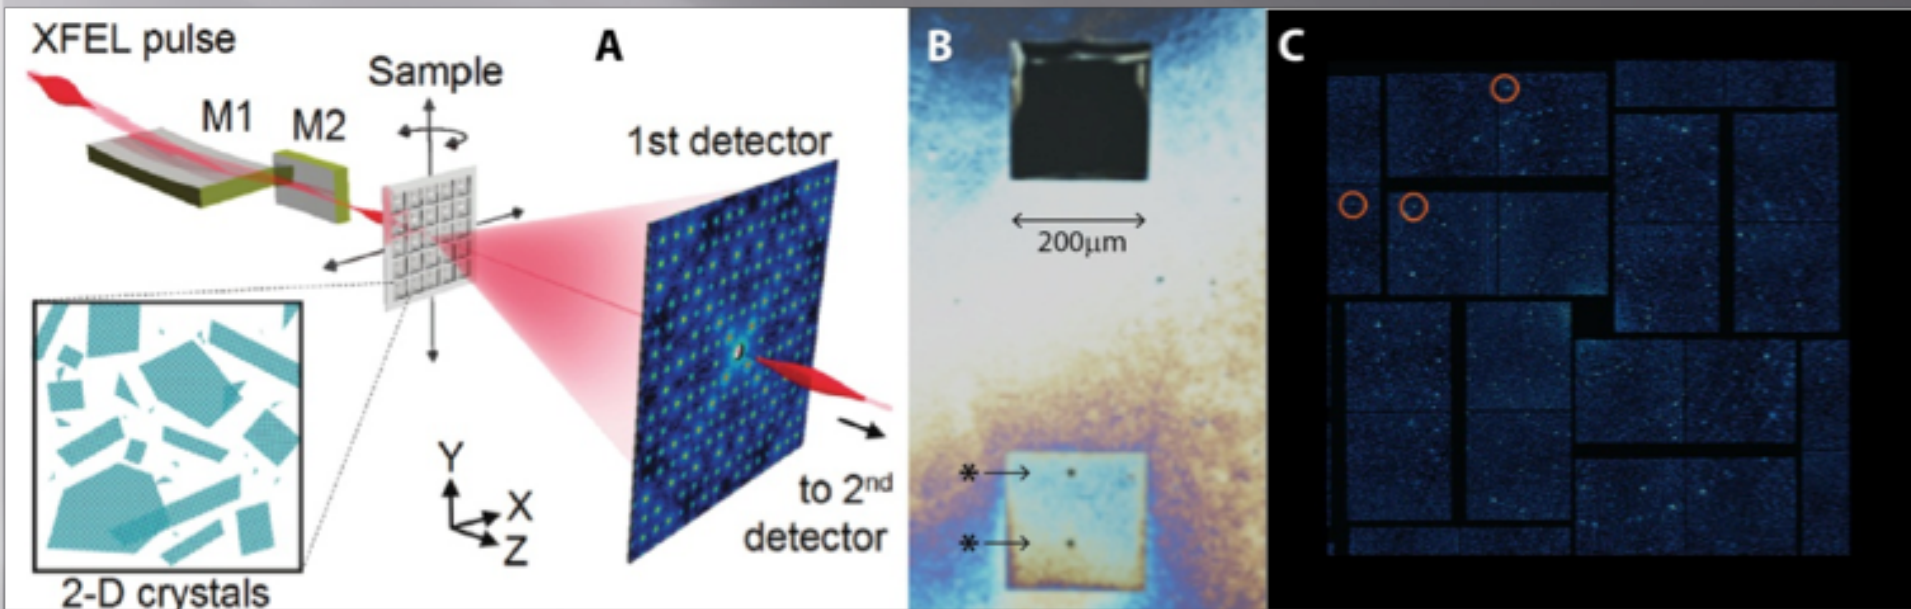 XFEL pulse
A
M1
M2
Sample
1st detector
Y
X
Z
to 2nd
detector
2-D crystals
B
200μm
*
*
C